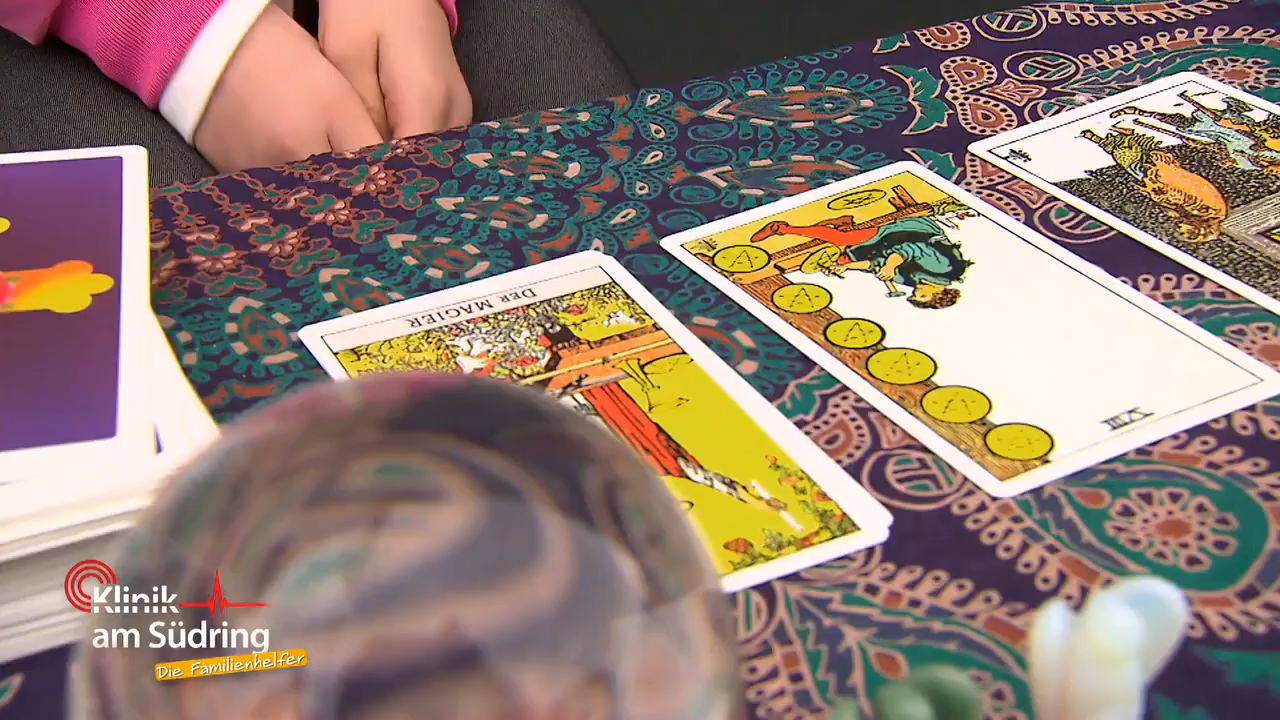 DER MAGIER
VIII
Klinik
am Südring
Die Familienhelfer